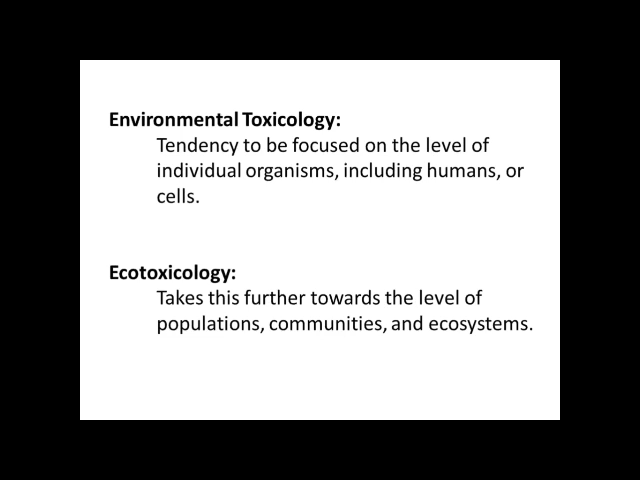 Environmental Toxicology:
Tendency to be focused on the level of
individual organisms, including humans, or
cells.
Ecotoxicology:
Takes this further towards the level of
populations, communities, and ecosystems.